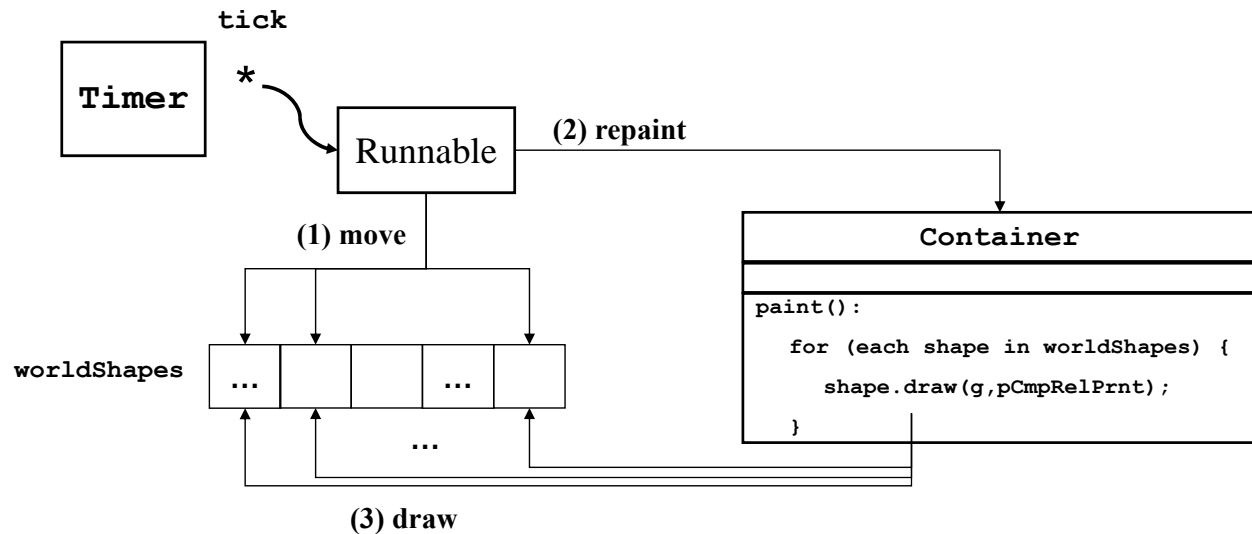 tick
*
Timer
Runnable
(2) repaint
(1) move
Container
paint():
for (each shape in worldShapes) {
shape.draw(g,pCmpRelPrnt);
}
worldShapes
... ...
...
(3) draw